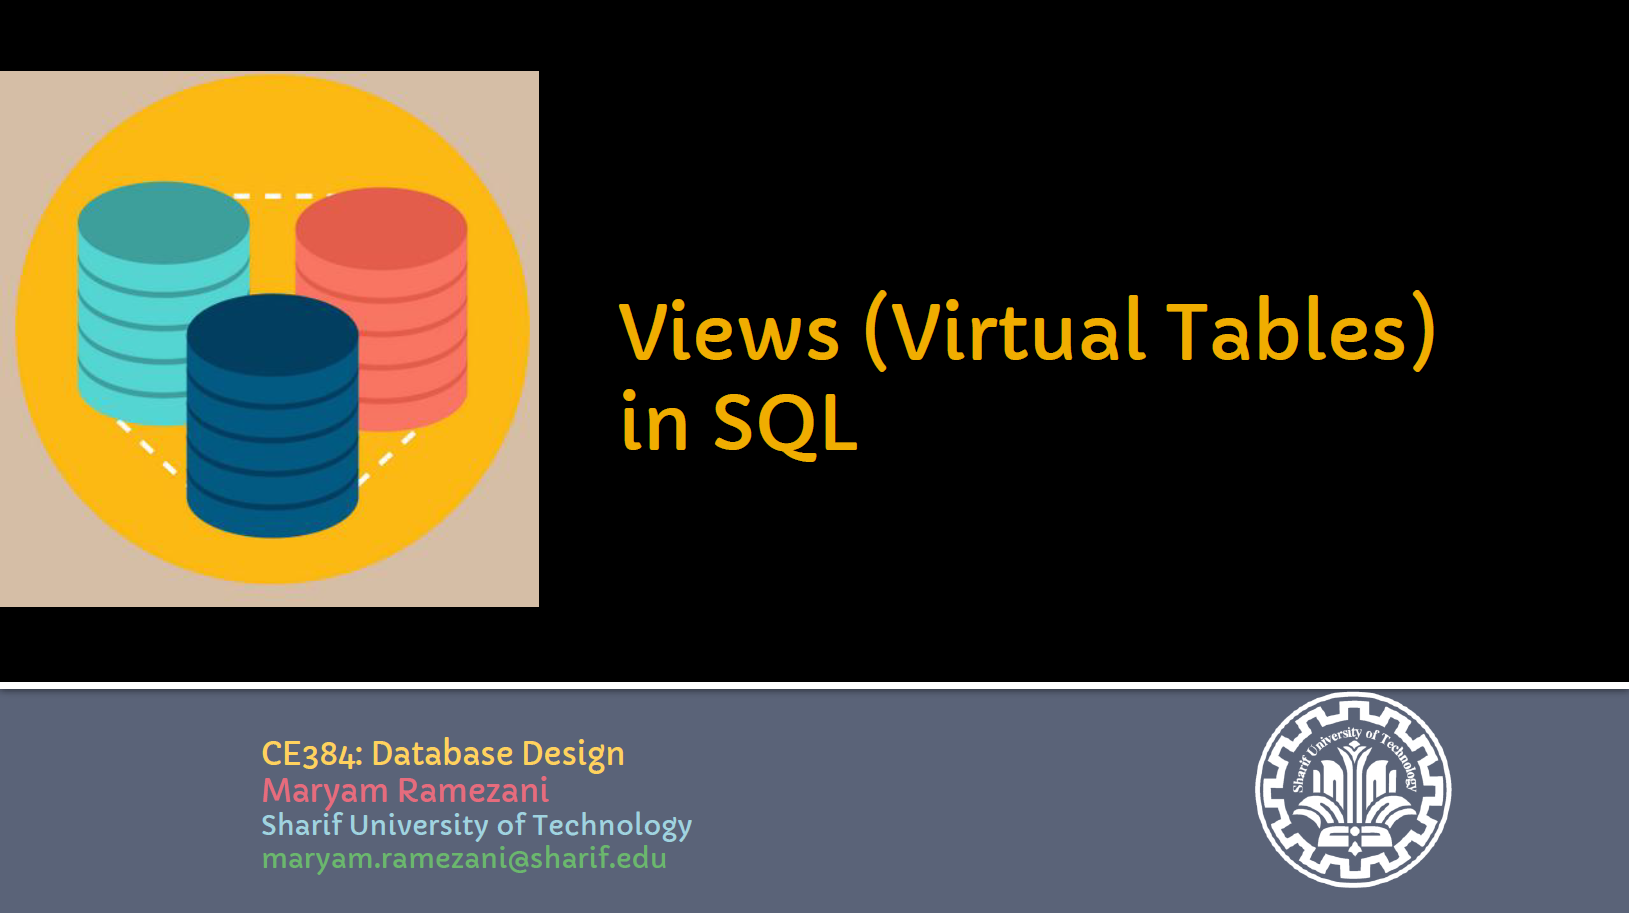 Views (Virtual Tables)
in SQL
CE384: Database Design
Maryam Ramezani
Sharif University of Technology
maryam.ramezani@sharif.edu
Sharif University of Technology